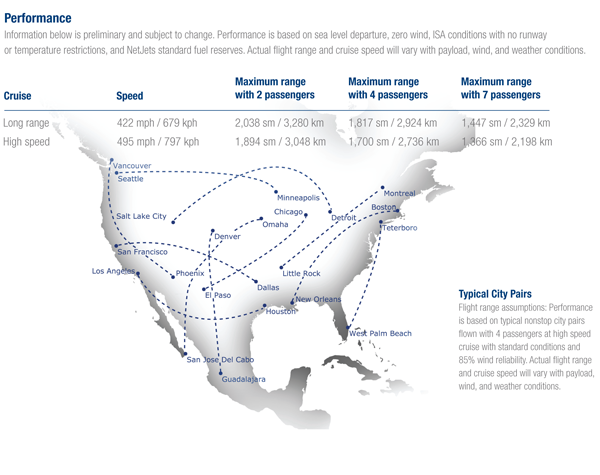 Performance
Information below is preliminary and subject to change. Performance is based on sea level departure, zero wind, ISA conditions with no runway
or temperature restrictions, and NetJets standard fuel reserves. Actual flight range and cruise speed will vary with payload, wind, and weather conditions.
Maximum range Maximum range Maximum range
Cruise Speed with 2 passengers with 4 passengers with 7 passengers
Long range 422 mph / 679 kph 2,038 sm / 3,280 km 1,817 sm / 2,924 km 1,447 sm / 2,329 km
High speed 495 mph / 797 kph 1,894 sm / 3,048 km 1,700 sm / 2,736 km 1,366 sm / 2,198 km
Vancouver
Seattle
Minneapolis
Montreal
Salt Lake City
Chicago
Detroit
Boston
Omaha
Teterboro
Denver
San Francisco
Los Angeles
Phoenix
Little Rock
Dallas
El Paso
New Orleans
Houston
West Palm Beach
San Jose Del Cabo
Guadalajara
Typical City Pairs
Flight range assumptions: Performance
is based on typical nonstop city pairs
flown with 4 passengers at high speed
cruise with standard conditions and
85% wind reliability. Actual flight range
and cruise speed will vary with payload,
wind, and weather conditions.